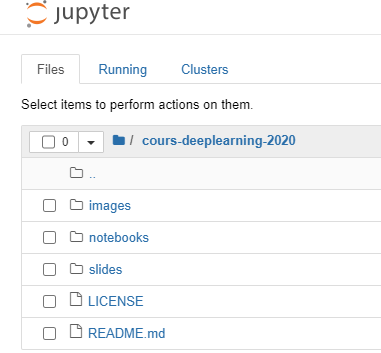 jupyter
Files Running Clusters
Select items to perform actions on them.
0 / cours-deeplearning-2020
..
images
notebooks
slides
LICENSE
README.md